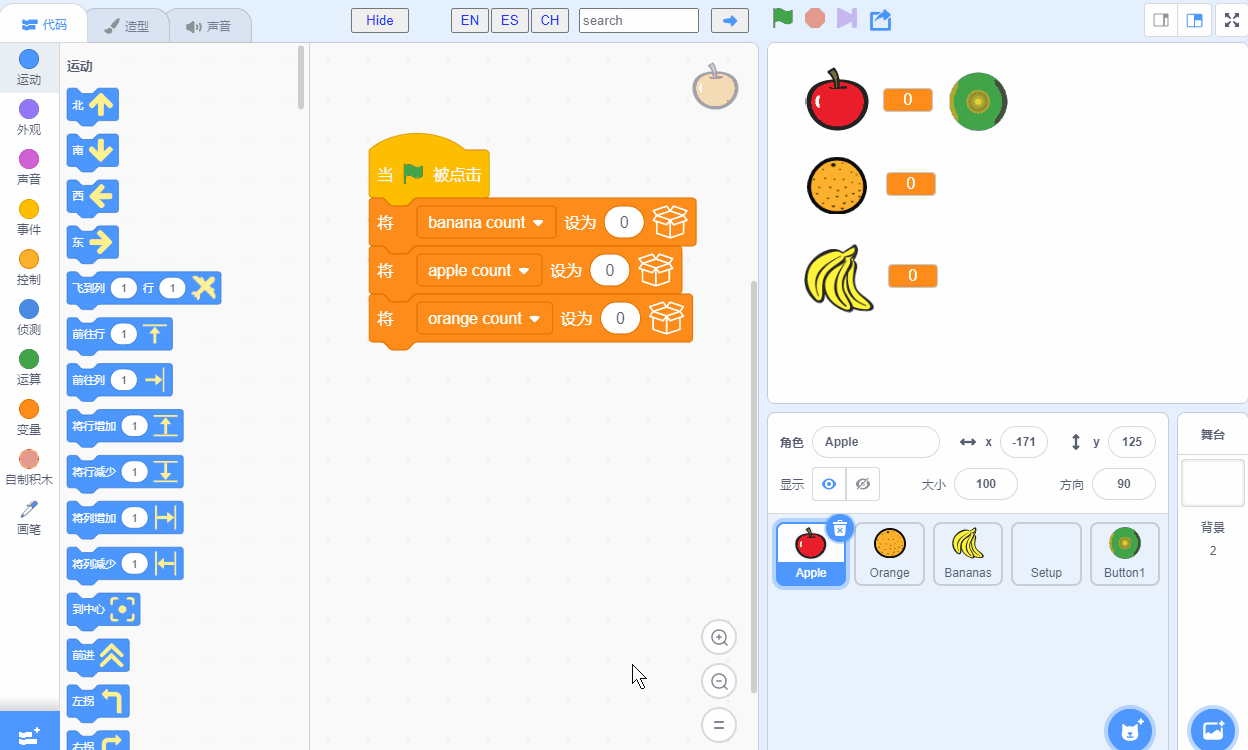 代码
造型
声音
Hide
EN
ES
CH
search
运动
外观
声音
事件
控制
侦测
运算
变量
自制积木
画笔
运动
北
南
西
东
飞到列 1 行 1
前往行 1
前往列 1
将行增加 1
将行减少 1
将列增加 1
将列减少 1
到中心
前进
左拐
右拐
当 被点击
将 banana count 设为 0
将 apple count 设为 0
将 orange count 设为 0
0
0
0
角色 Apple x -171 y 125
显示 大小 100 方向 90
Apple
Orange
Bananas
Setup
Button1
舞台
背景
2